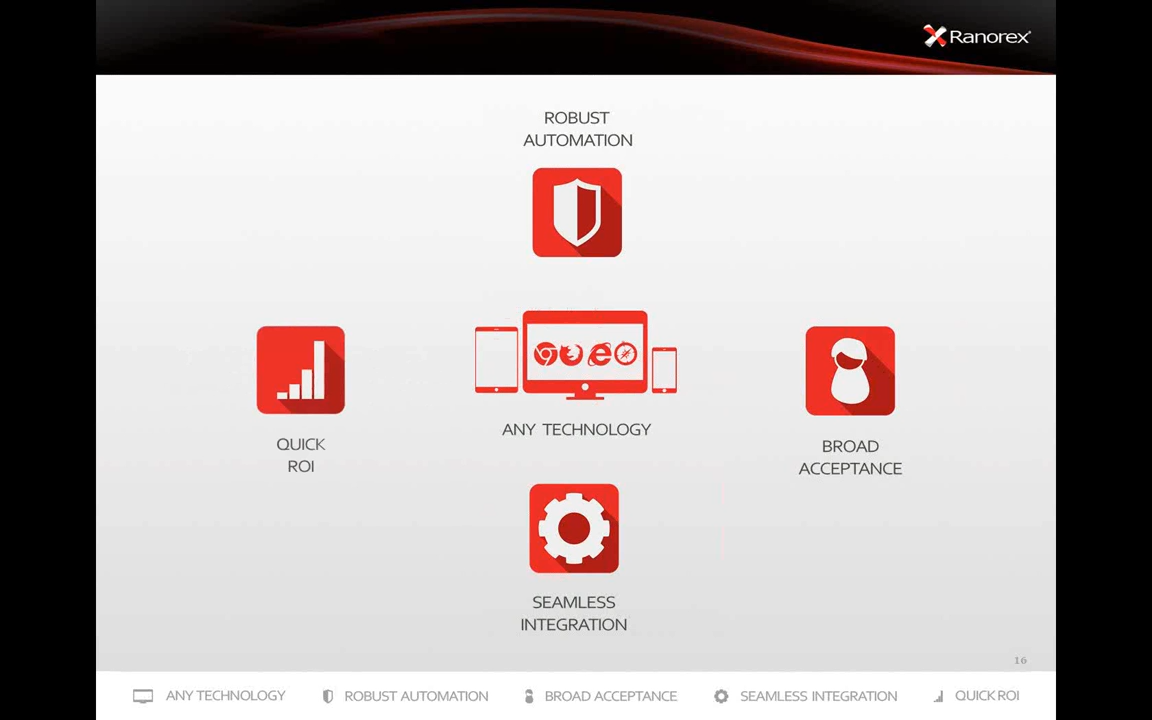 Ranorex®
ROBUST
AUTOMATION
ANY TECHNOLOGY
QUICK
ROI
BROAD
ACCEPTANCE
SEAMLESS
INTEGRATION
16
ANY TECHNOLOGY
ROBUST AUTOMATION
BROAD ACCEPTANCE
SEAMLESS INTEGRATION
QUICK ROI